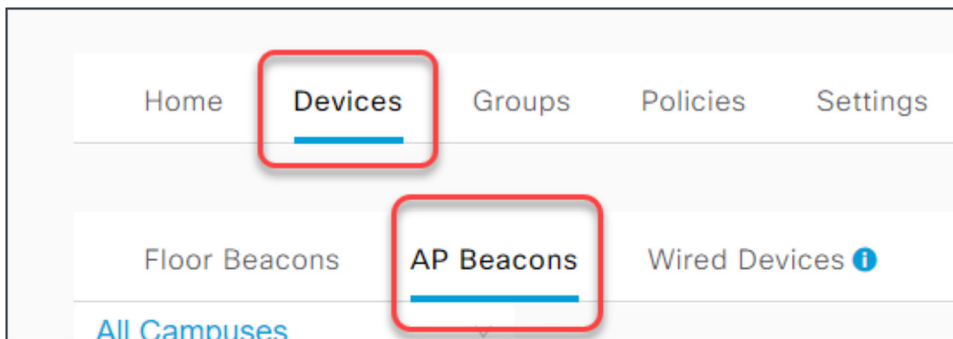 Home Devices Groups Policies Settings
Floor Beacons AP Beacons Wired Devices
All Campuses